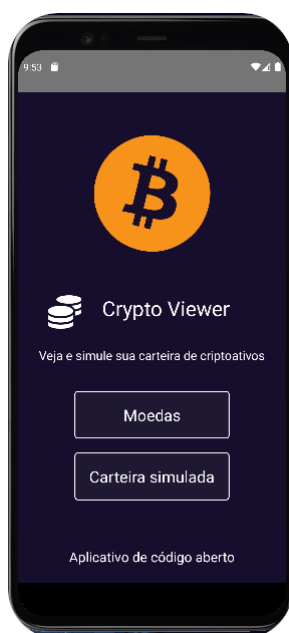 9:53
Crypto Viewer
Veja e simule sua carteira de criptoativos
Moedas
Carteira simulada
Aplicativo de código aberto